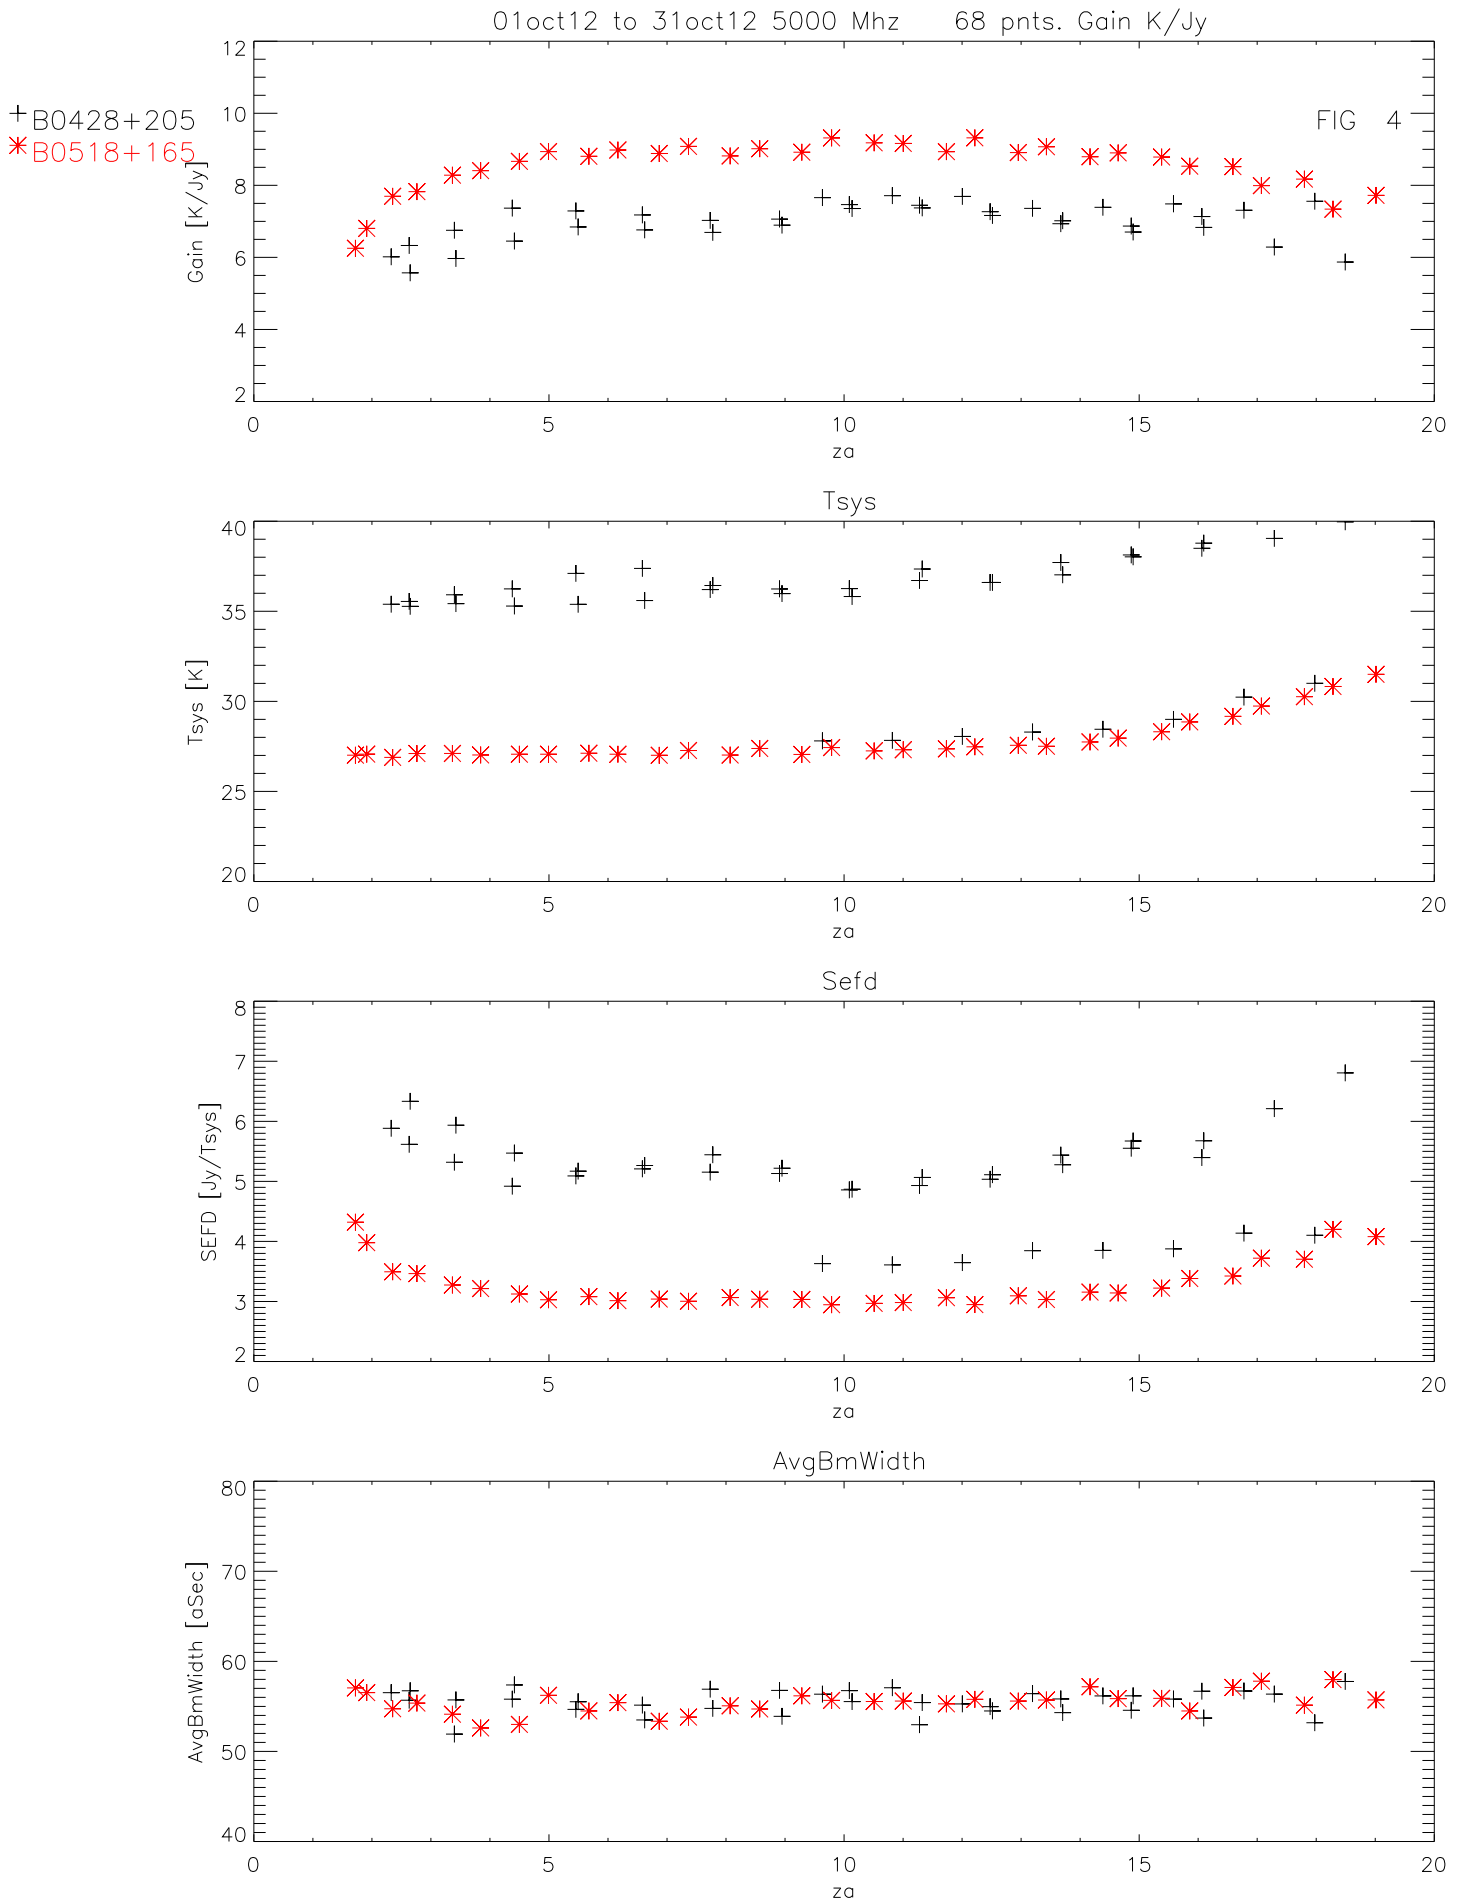 01oct12 to 31oct12 5000 Mhz 68 pnts. Gain K/Jy
B0428+205
B0518+165
FIG 4
Gain [K/Jy]
12
10
8
6
4
2
0 5 10 15 20
za
Tsys
Tsys [K]
40
35
30
25
20
0 5 10 15 20
za
Sefd
SEFD [Jy/Tsys]
8
7
6
5
4
3
2
0 5 10 15 20
za
AvgBmWidth
AvgBmWidth [aSec]
80
70
60
50
40
0 5 10 15 20
za